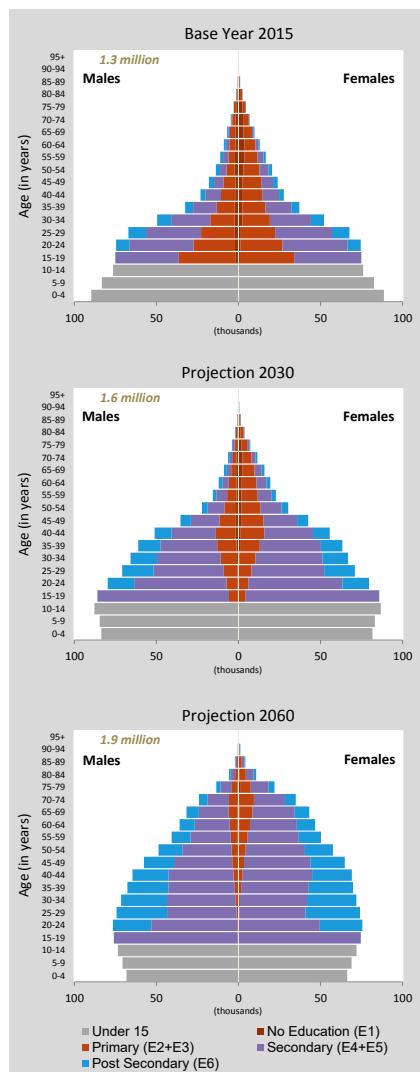 Base Year 2015
1.3 million
Males
Females
Age (in years)
95+
90-94
85-89
80-84
75-79
70-74
65-69
60-64
55-59
50-54
45-49
40-44
35-39
30-34
25-29
20-24
15-19
10-14
5-9
0-4
100 50 0 50 100
(thousands)
Projection 2030
1.6 million
Males
Females
Age (in years)
95+
90-94
85-89
80-84
75-79
70-74
65-69
60-64
55-59
50-54
45-49
40-44
35-39
30-34
25-29
20-24
15-19
10-14
5-9
0-4
100 50 0 50 100
(thousands)
Projection 2060
1.9 million
Males
Females
Age (in years)
95+
90-94
85-89
80-84
75-79
70-74
65-69
60-64
55-59
50-54
45-49
40-44
35-39
30-34
25-29
20-24
15-19
10-14
5-9
0-4
100 50 0 50 100
(thousands)
Under 15 No Education (E1)
Primary (E2+E3) Secondary (E4+E5)
Post Secondary (E6)